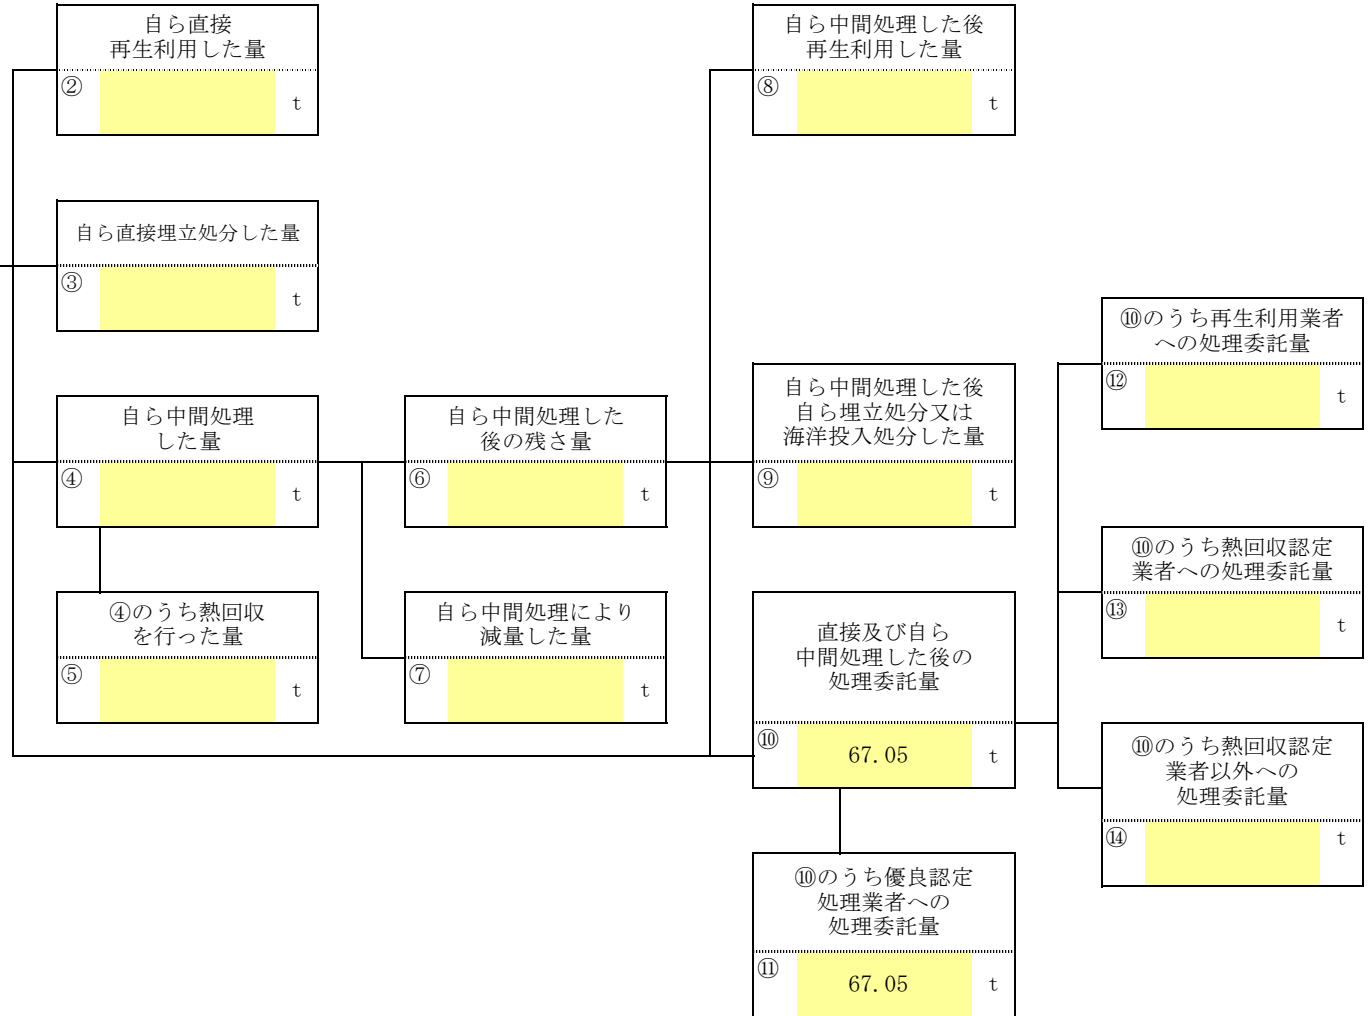 自ら直接
再生利用した量
②
t
自ら中間処理した後
再生利用した量
⑧
t
自ら直接埋立処分した量
③
t
⑩のうち再生利用業者
への処理委託量
⑫
t
自ら中間処理
した量
④
t
自ら中間処理した
後の残さ量
⑥
t
自ら中間処理した後
自ら埋立処分又は
海洋投入処分した量
⑨
t
⑩のうち熱回収認定
業者への処理委託量
⑬
t
④のうち熱回収
を行った量
⑤
t
自ら中間処理により
減量した量
⑦
t
直接及び自ら
中間処理した後の
処理委託量
⑩
67.05
t
⑩のうち熱回収認定
業者以外への
処理委託量
⑭
t
⑩のうち優良認定
処理業者への
処理委託量
⑪
67.05
t